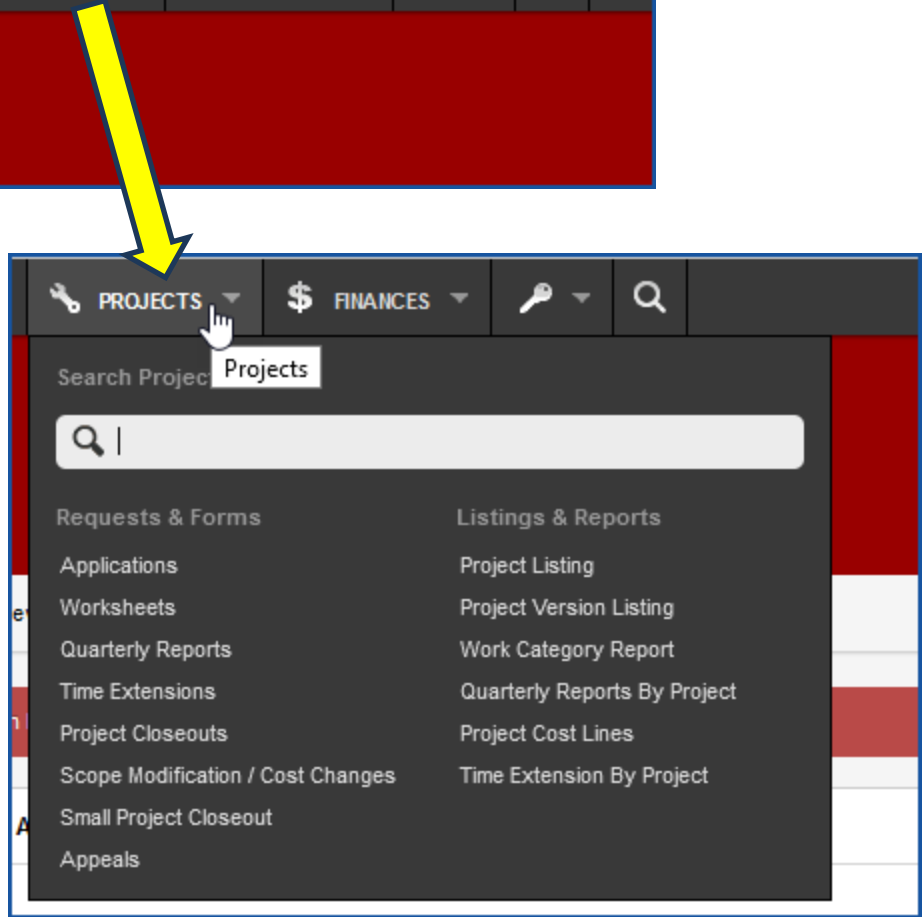 PROJECTS
$ FINANCES
Projects
Search Projec
Requests & Forms
Applications
Worksheets
Quarterly Reports
Time Extensions
Project Closeouts
Scope Modification / Cost Changes
Small Project Closeout
Appeals
Listings & Reports
Project Listing
Project Version Listing
Work Category Report
Quarterly Reports By Project
Project Cost Lines
Time Extension By Project
A